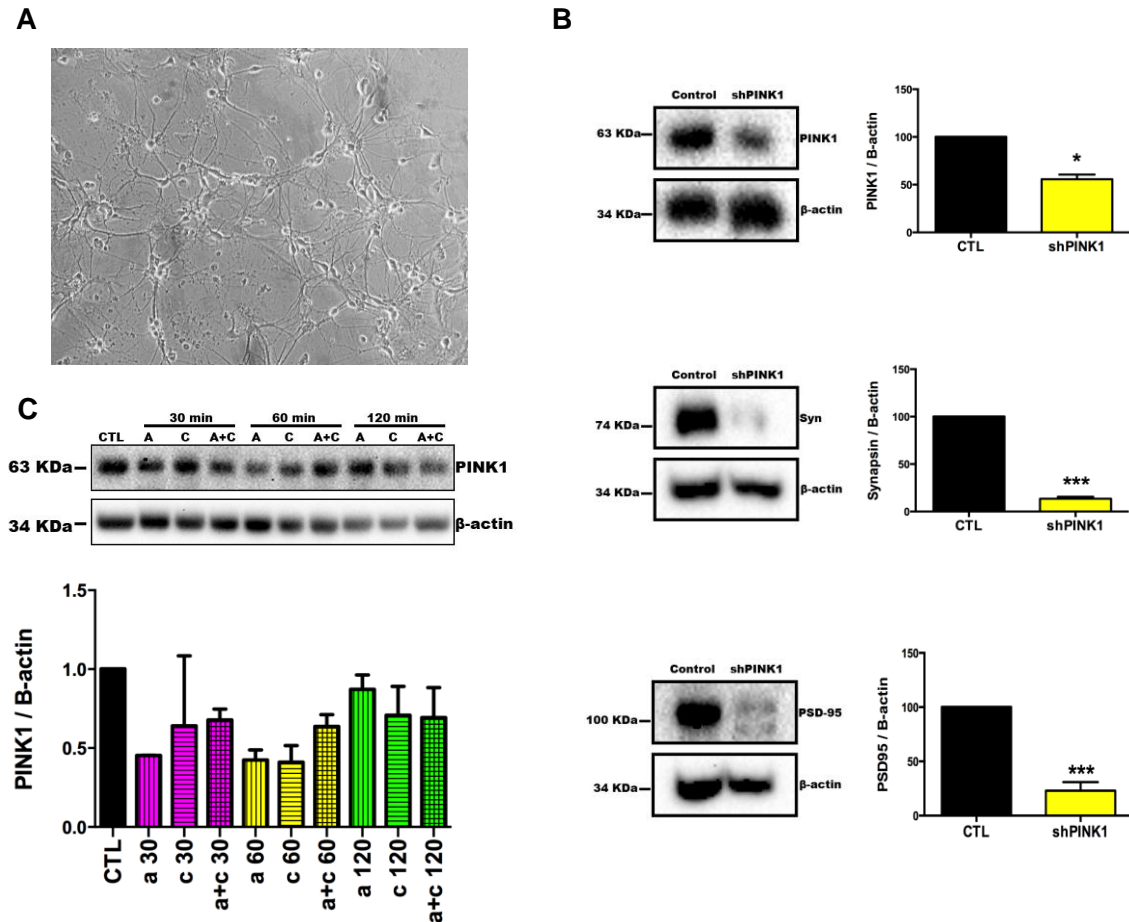 A
B
Control shPINK1
63 KDa
PINK1
34 KDa
β-actin
150
100
50
0
PINK1 / B-actin
*
CTL shPINK1
Control shPINK1
74 KDa
Syn
34 KDa
β-actin
150
100
50
0
Synapsin / B-actin
***
CTL shPINK1
Control shPINK1
100 KDa
PSD-95
34 KDa
β-actin
150
100
50
0
PSD95 / B-actin
***
CTL shPINK1
C
30 min 60 min 120 min
CTL A C A+C A C A+C A C A+C
63 KDa
PINK1
34 KDa
β-actin
1.5
1.0
0.5
0.0
PINK1 / B-actin
CTL
a 30
c 30
a+c 30
a 60
c 60
a+c 60
a 120
c 120
a+c 120